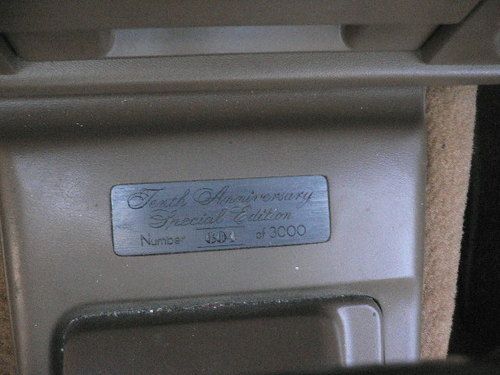 Tenth Anniversary
Special Edition
Number of 3000